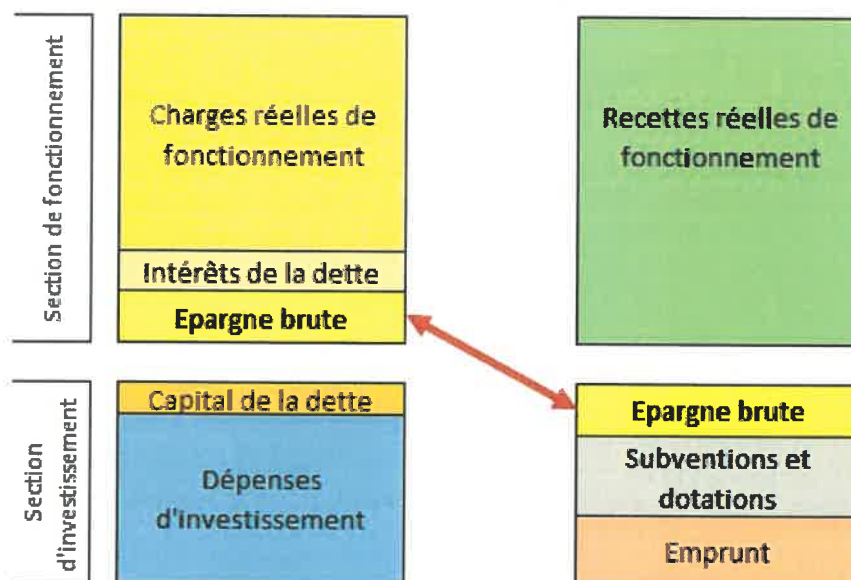 Section de fonctionnement
Charges réelles de
fonctionnement
Intérêts de la dette
Epargne brute
Recettes réelles de
fonctionnement
Section
d'investissement
Capital de la dette
Dépenses
d'investissement
Epargne brute
Subventions et
dotations
Emprunt